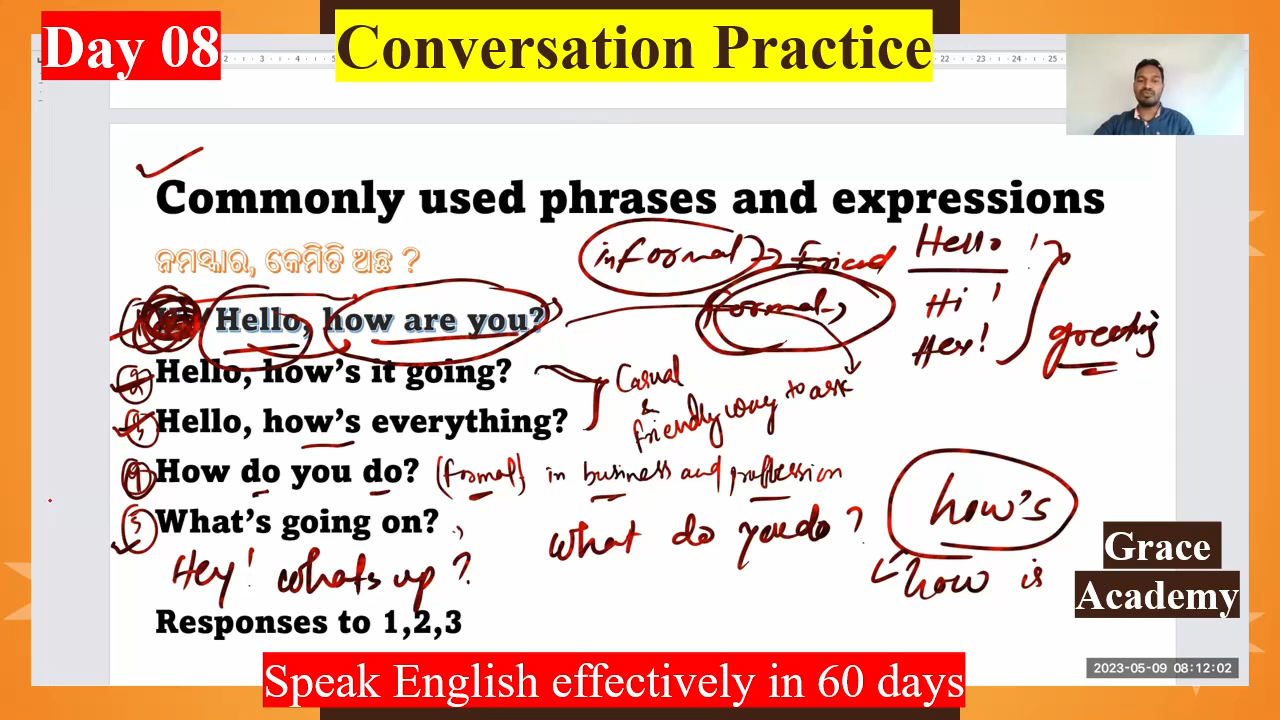 Day 08
Conversation Practice
Commonly used phrases and expressions
ନମସ୍କାର, କେମିତି ଅଛ ?
informal → Friend
Hello !
Hello, how are you?
formal →
Hi !
Hey!
greeting
Hello, how's it going?
Casual
&
friendly way to ask
Hello, how's everything?
How do you do? (formal) in business and profession
how's
What's going on?
what do you do ?
Hey! whats up ?
how is
Responses to 1,2,3
Grace
Academy
2023-05-09 08:12:02
Speak English effectively in 60 days